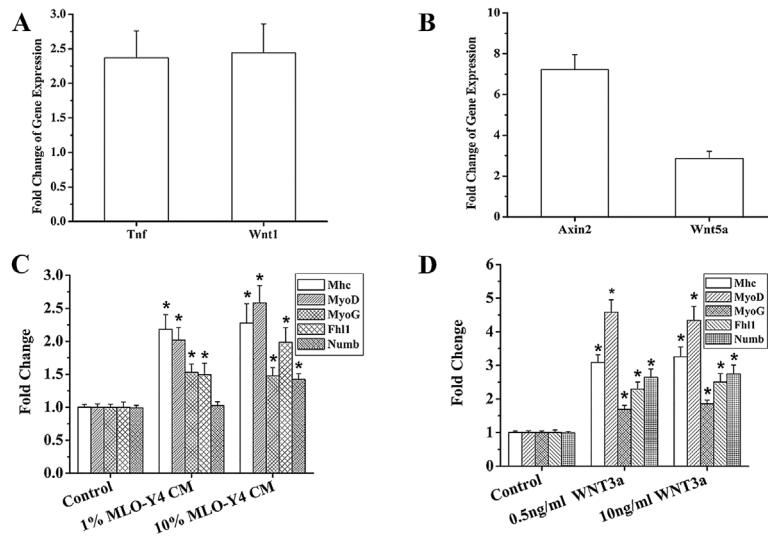 A
Fold Change of Gene Expression
3.0
2.5
2.0
1.5
1.0
0.5
0.0
Tnf
Wnt1
B
Fold Change of Gene Expression
10
8
6
4
2
0
Axin2
Wnt5a
C
Fold Change
3.0
2.5
2.0
1.5
1.0
0.5
0.0
* * * *
* * * * *
Mhc
MyoD
MyoG
Fhl1
Numb
Control
1% MLO-Y4 CM
10% MLO-Y4 CM
D
Fold Chenge
6
5
4
3
2
1
0
* * * * *
* * * * *
Mhc
MyoD
MyoG
Fhl1
Numb
Control
0.5ng/ml WNT3a
10ng/ml WNT3a